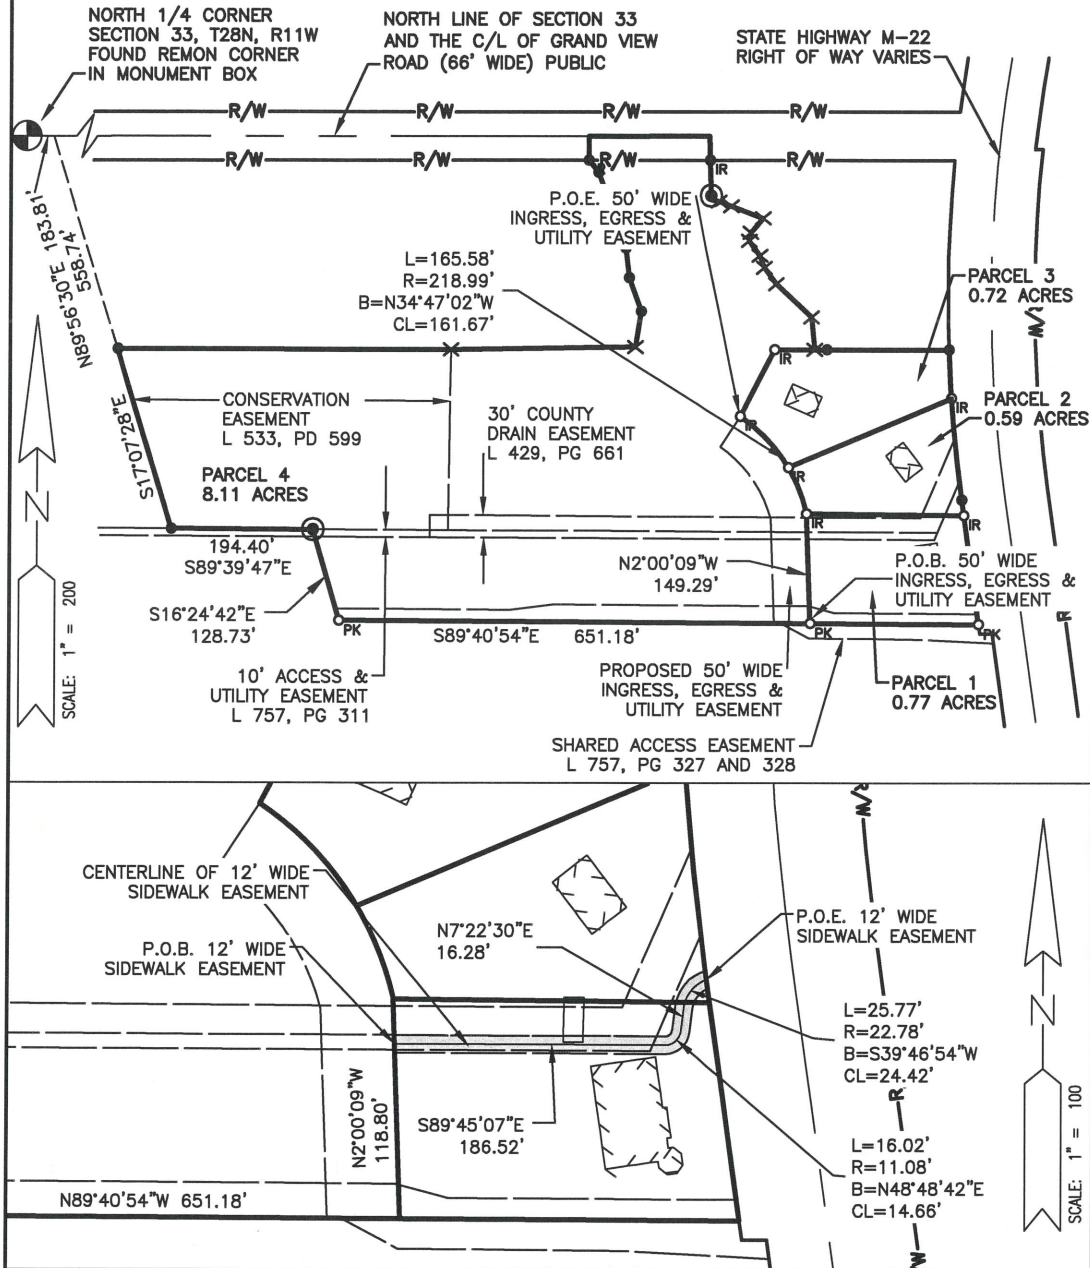 NORTH 1/4 CORNER
SECTION 33, T28N, R11W
FOUND REMON CORNER
IN MONUMENT BOX
NORTH LINE OF SECTION 33
AND THE C/L OF GRAND VIEW
ROAD (66' WIDE) PUBLIC
STATE HIGHWAY M-22
RIGHT OF WAY VARIES
R/W
R/W
R/W
R/W
R/W
R/W
R/W
R/W
IR
N89°56'30"E 183.81'
558.74'
P.O.E. 50' WIDE
INGRESS, EGRESS &
UTILITY EASEMENT
L=165.58'
R=218.99'
B=N34°47'02"W
CL=161.67'
PARCEL 3
0.72 ACRES
R/W
IR
CONSERVATION
EASEMENT
L 533, PD 599
30' COUNTY
DRAIN EASEMENT
L 429, PG 661
PARCEL 2
0.59 ACRES
IR
IR
IR
S17°07'28"E
PARCEL 4
8.11 ACRES
IR
IR
N
194.40'
S89°39'47"E
N2°00'09"W
149.29'
P.O.B. 50' WIDE
INGRESS, EGRESS &
UTILITY EASEMENT
S16°24'42"E
128.73'
PK
S89°40'54"E 651.18'
PK
PK
R
SCALE: 1" = 200
10' ACCESS &
UTILITY EASEMENT
L 757, PG 311
PROPOSED 50' WIDE
INGRESS, EGRESS &
UTILITY EASEMENT
PARCEL 1
0.77 ACRES
SHARED ACCESS EASEMENT
L 757, PG 327 AND 328
R/W
CENTERLINE OF 12' WIDE
SIDEWALK EASEMENT
N7°22'30"E
16.28'
P.O.E. 12' WIDE
SIDEWALK EASEMENT
P.O.B. 12' WIDE
SIDEWALK EASEMENT
L=25.77'
R=22.78'
B=S39°46'54"W
CL=24.42'
N
R
N2°00'09"W
118.80'
S89°45'07"E
186.52'
L=16.02'
R=11.08'
B=N48°48'42"E
CL=14.66'
N89°40'54"W 651.18'
SCALE: 1" = 100
W